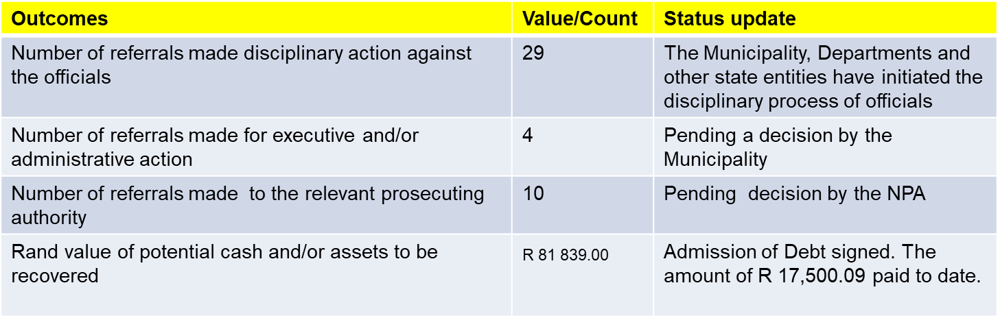 Outcomes Value/Count Status update
Number of referrals made disciplinary action against
the officials
29
The Municipality, Departments and
other state entities have initiated the
disciplinary process of officials
Number of referrals made for executive and/or
administrative action
4
Pending a decision by the
Municipality
Number of referrals made  to the relevant prosecuting
authority
10
Pending  decision by the NPA
Rand value of potential cash and/or assets to be
recovered
R 81 839.00
Admission of Debt signed. The
amount of R 17,500.09 paid to date.